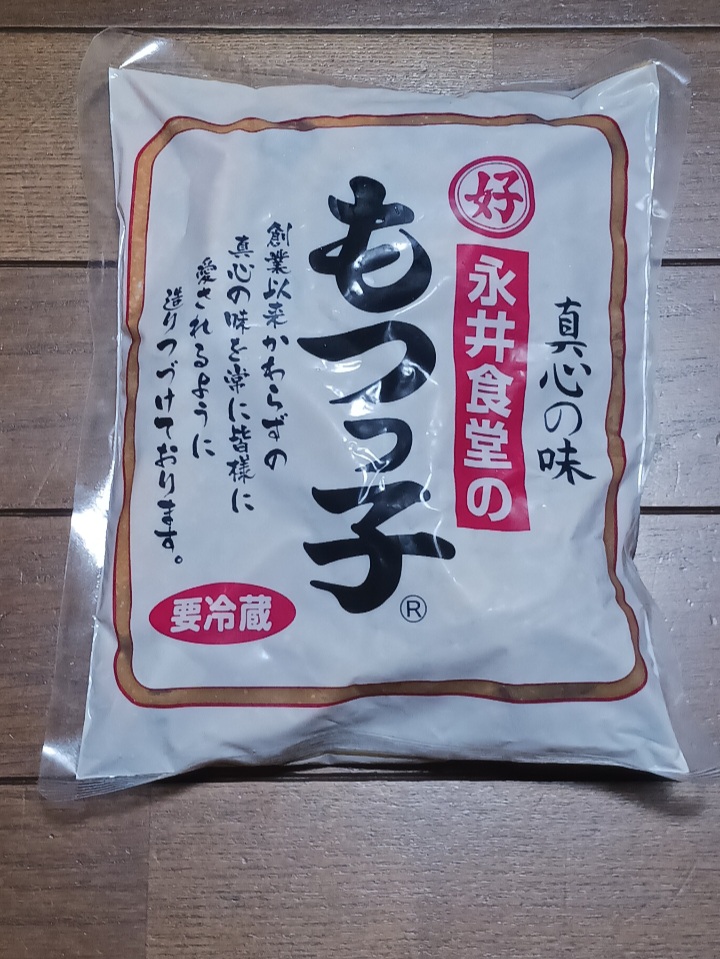 真心の味
好
永井食堂の
もつっ子
®
創業以来かわらずの
真心の味を常に皆様に
愛されるように
造りつづけております。
要冷蔵